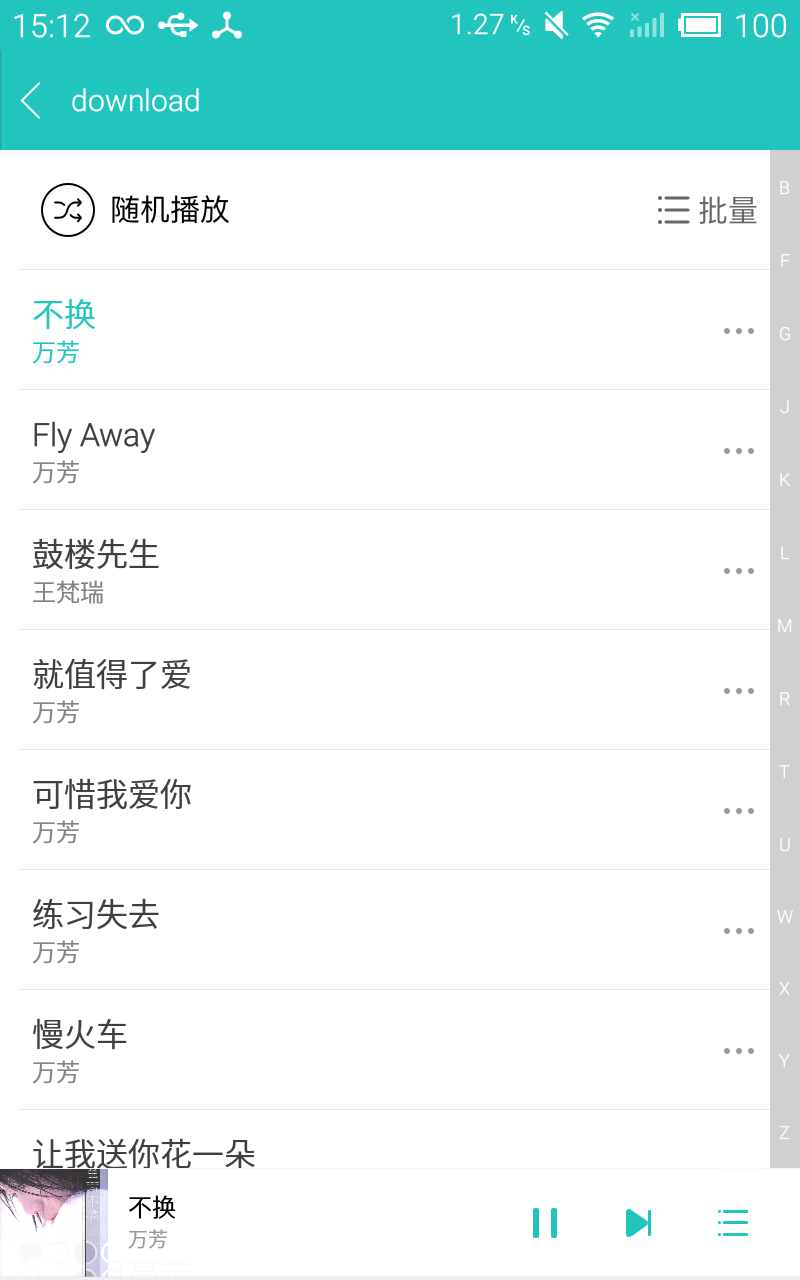 15:12 1.27 K/s 100
download
随机播放 批量
不换
万芳
Fly Away
万芳
鼓楼先生
王梵瑞
就值得了爱
万芳
可惜我爱你
万芳
练习失去
万芳
慢火车
万芳
让我送你花一朵
B
F
G
J
K
L
M
R
T
U
W
X
Y
Z
不换
万芳